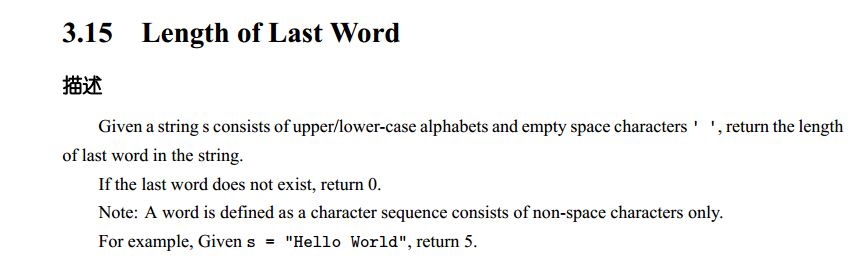 3.15 Length of Last Word
描述
Given a string s consists of upper/lower-case alphabets and empty space characters ' ', return the length
of last word in the string.
If the last word does not exist, return 0.
Note: A word is defined as a character sequence consists of non-space characters only.
For example, Given s = "Hello World", return 5.